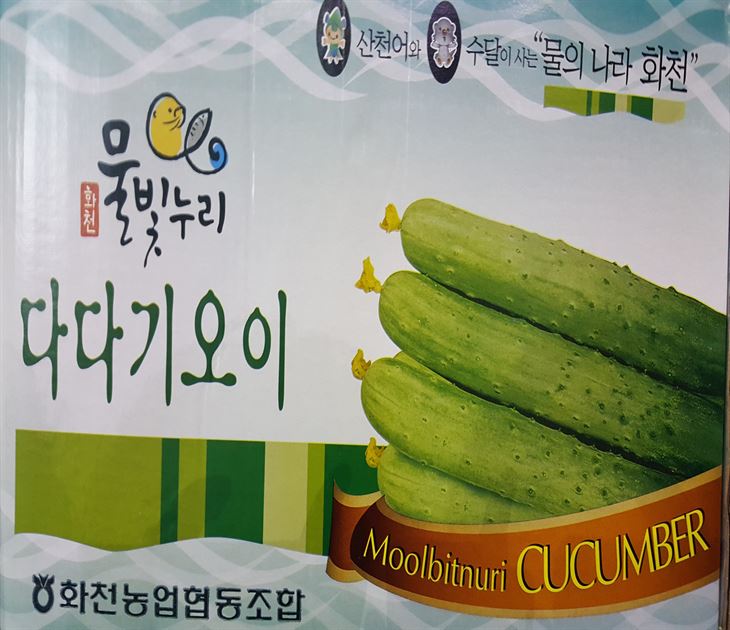 산천어와 수달이 사는 “물의 나라 화천”
화천
물빛누리
다다기오이
Moolbitnuri CUCUMBER
화천농업협동조합